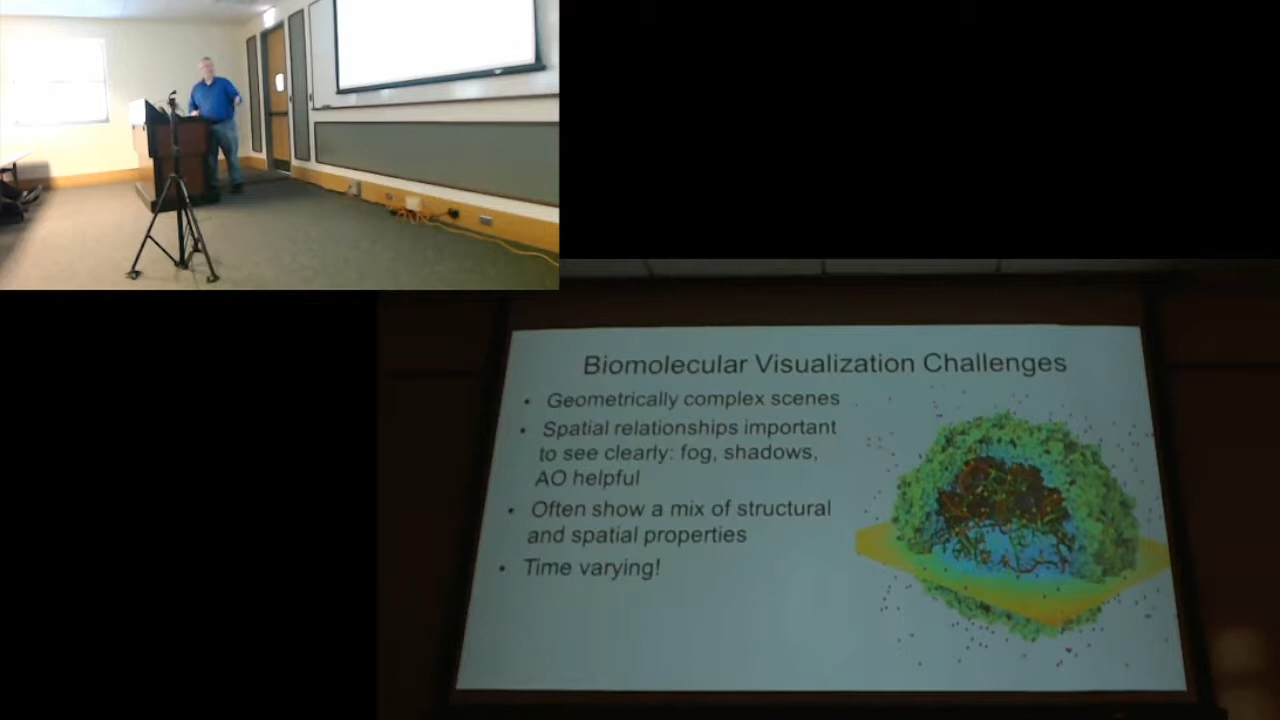 Biomolecular Visualization Challenges
• Geometrically complex scenes
• Spatial relationships important
to see clearly: fog, shadows,
AO helpful
• Often show a mix of structural
and spatial properties
• Time varying!